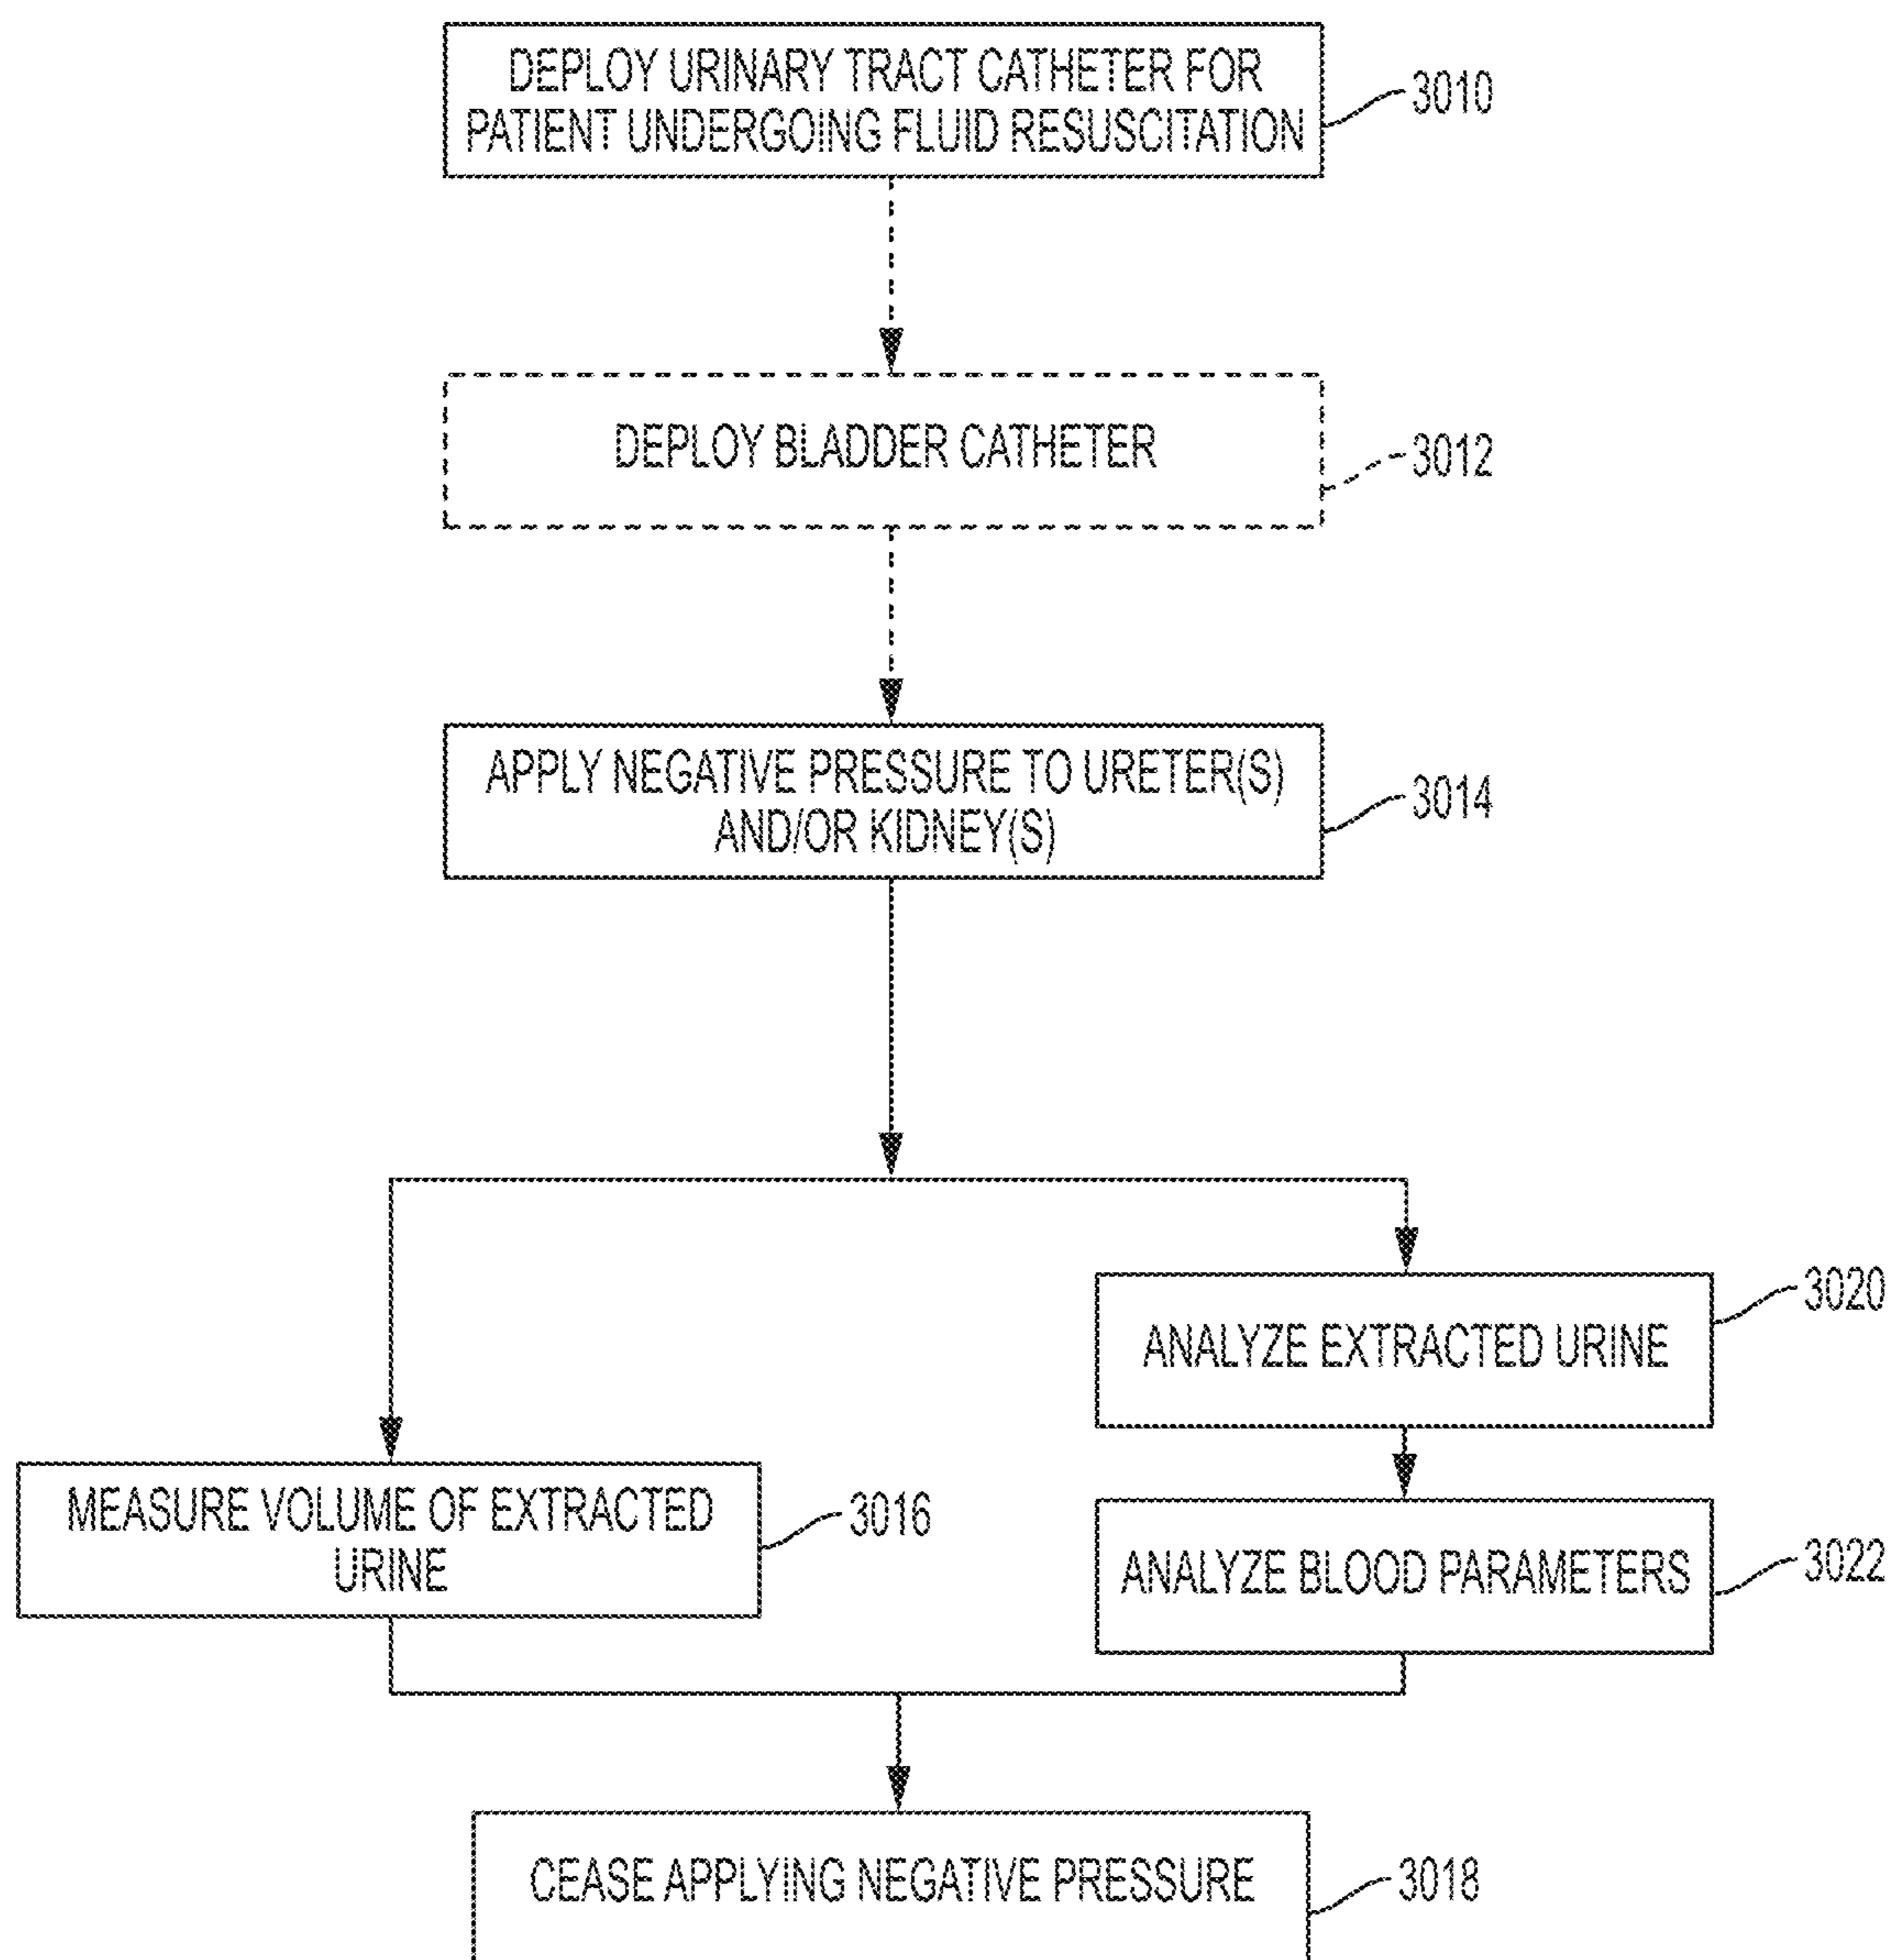 DEPLOY URINARY TRACT CATHETER FOR
PATIENT UNDERGOING FLUID RESUSCITATION
3010
DEPLOY BLADDER CATHETER
3012
APPLY NEGATIVE PRESSURE TO URETER(S)
AND/OR KIDNEY(S)
3014
ANALYZE EXTRACTED URINE
3020
MEASURE VOLUME OF EXTRACTED
URINE
3016
ANALYZE BLOOD PARAMETERS
3022
CEASE APPLYING NEGATIVE PRESSURE
3018